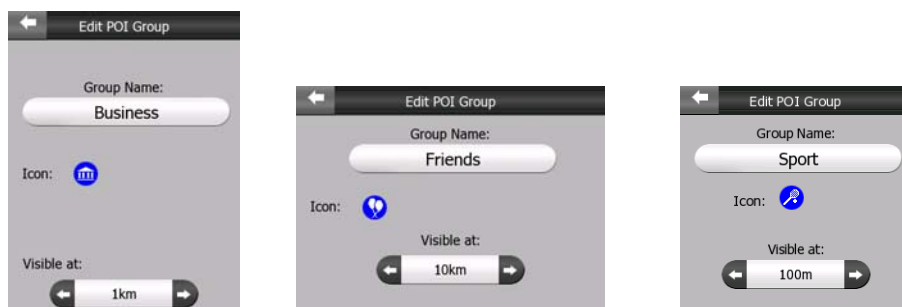 Edit POI Group
Group Name:
Business
Icon:
Visible at:
1km
Edit POI Group
Group Name:
Friends
Icon:
Visible at:
10km
Edit POI Group
Group Name:
Sport
Icon:
Visible at:
100m